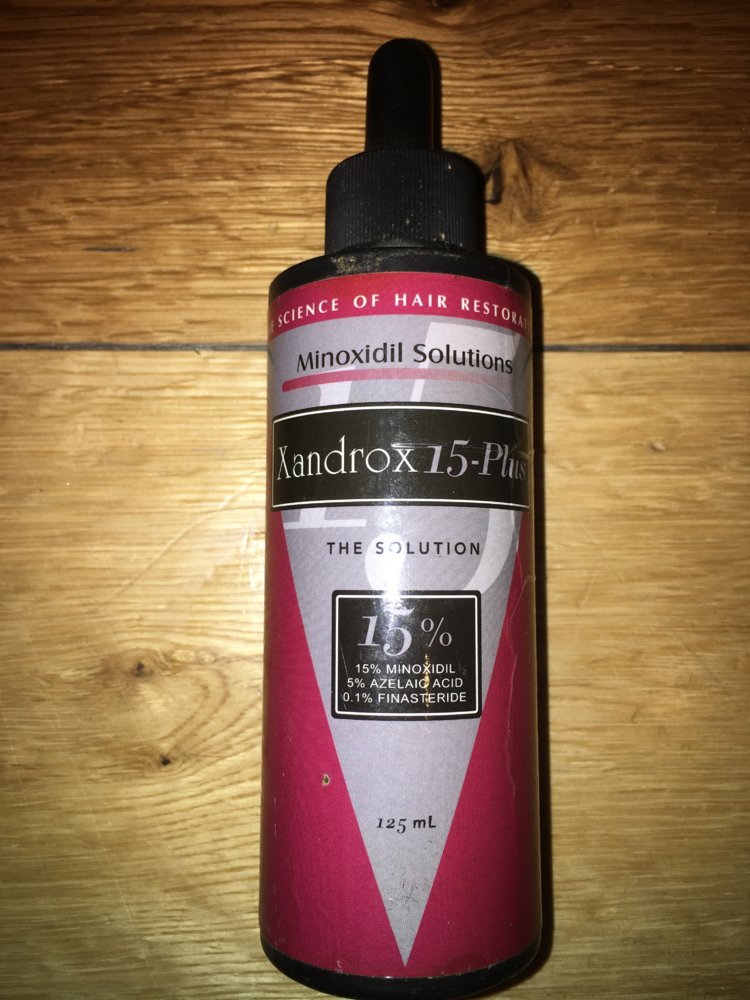 SCIENCE OF HAIR
Minoxidil Solutions
Xandrox 15-Plus
THE SOLUTION
15%
15% MINOXIDIL
5% AZELAIC ACID
0.1% FINASTERIDE
125 mL